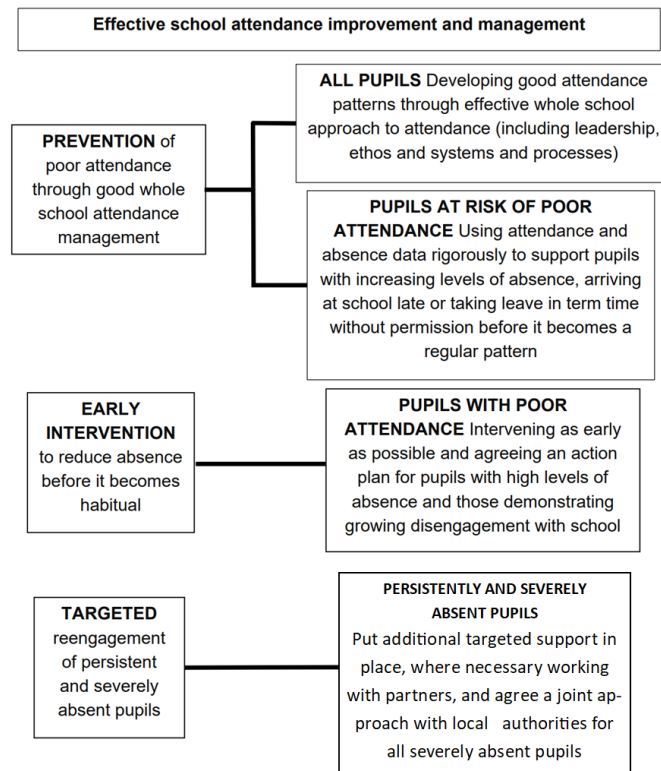 Effective school attendance improvement and management
PREVENTION of
poor attendance
through good whole
school attendance
management
ALL PUPILS Developing good attendance
patterns through effective whole school
approach to attendance (including leadership,
ethos and systems and processes)
PUPILS AT RISK OF POOR
ATTENDANCE Using attendance and
absence data rigorously to support pupils
with increasing levels of absence, arriving
at school late or taking leave in term time
without permission before it becomes a
regular pattern
EARLY
INTERVENTION
to reduce absence
before it becomes
habitual
PUPILS WITH POOR
ATTENDANCE Intervening as early
as possible and agreeing an action
plan for pupils with high levels of
absence and those demonstrating
growing disengagement with school
TARGETED
reengagement
of persistent
and severely
absent pupils
PERSISTENTLY AND SEVERELY
ABSENT PUPILS
Put additional targeted support in
place, where necessary working
with partners, and agree a joint ap-
proach with local authorities for
all severely absent pupils